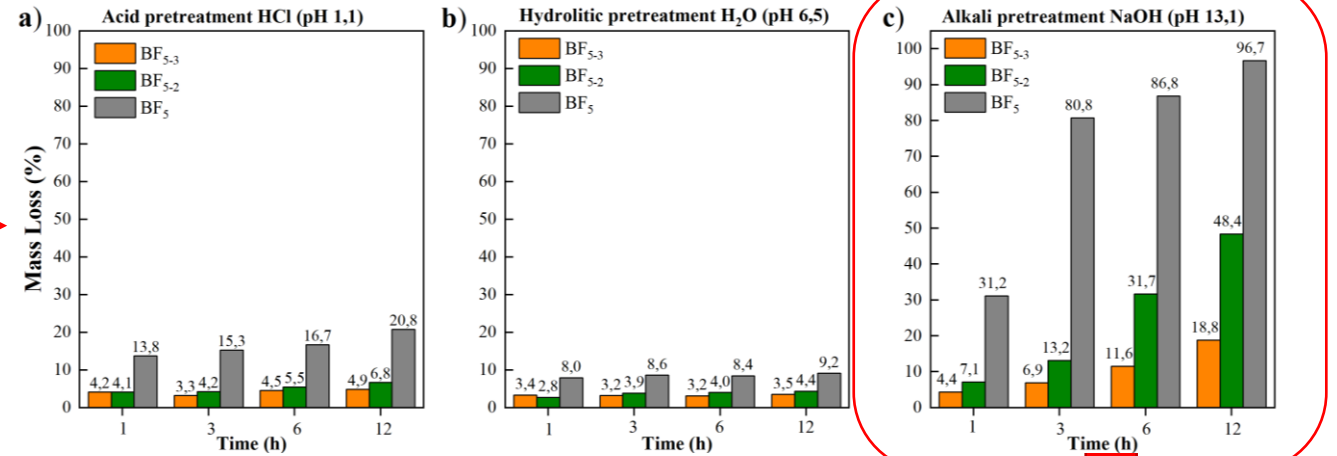 a) Acid pretreatment HCl (pH 1,1)
Mass Loss (%)
100
90
80
70
60
50
40
30
20
10
0
BF5-3
BF5-2
BF5
4,2 4,1 13,8
3,3 4,2 15,3
4,5 5,5 16,7
4,9 6,8 20,8
1 3 6 12
Time (h)
b) Hydrolitic pretreatment H2O (pH 6,5)
100
90
80
70
60
50
40
30
20
10
0
BF5-3
BF5-2
BF5
3,4 2,8 8,0
3,2 3,9 8,6
3,2 4,0 8,4
3,5 4,4 9,2
1 3 6 12
Time (h)
c) Alkali pretreatment NaOH (pH 13,1)
100
90
80
70
60
50
40
30
20
10
0
BF5-3
BF5-2
BF5
4,4 7,1 31,2
6,9 13,2 80,8
11,6 31,7 86,8
18,8 48,4 96,7
1 3 6 12
Time (h)